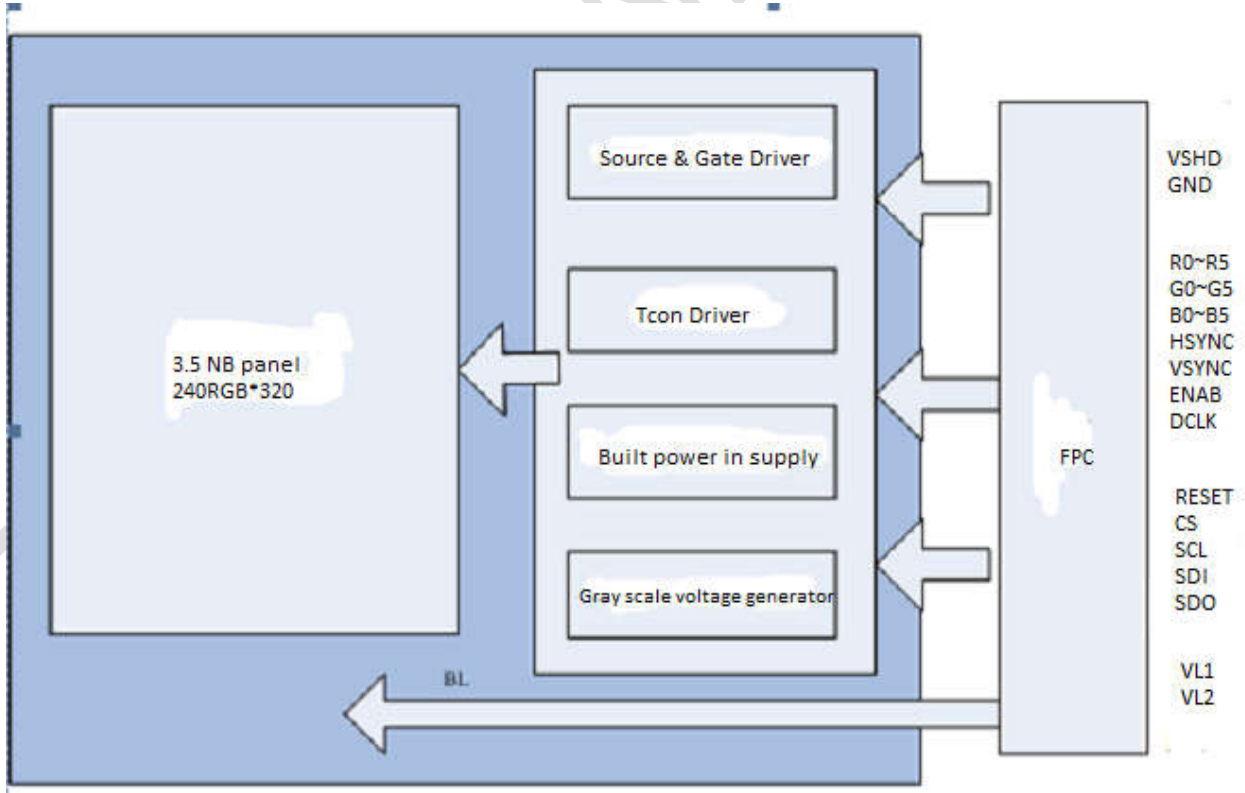 Source & Gate Driver
Tcon Driver
Built power in supply
Gray scale voltage generator
3.5 NB panel
240RGB*320
BL
FPC
VSHD
GND
R0~R5
G0~G5
B0~B5
HSYNC
VSYNC
ENAB
DCLK
RESET
CS
SCL
SDI
SDO
VL1
VL2